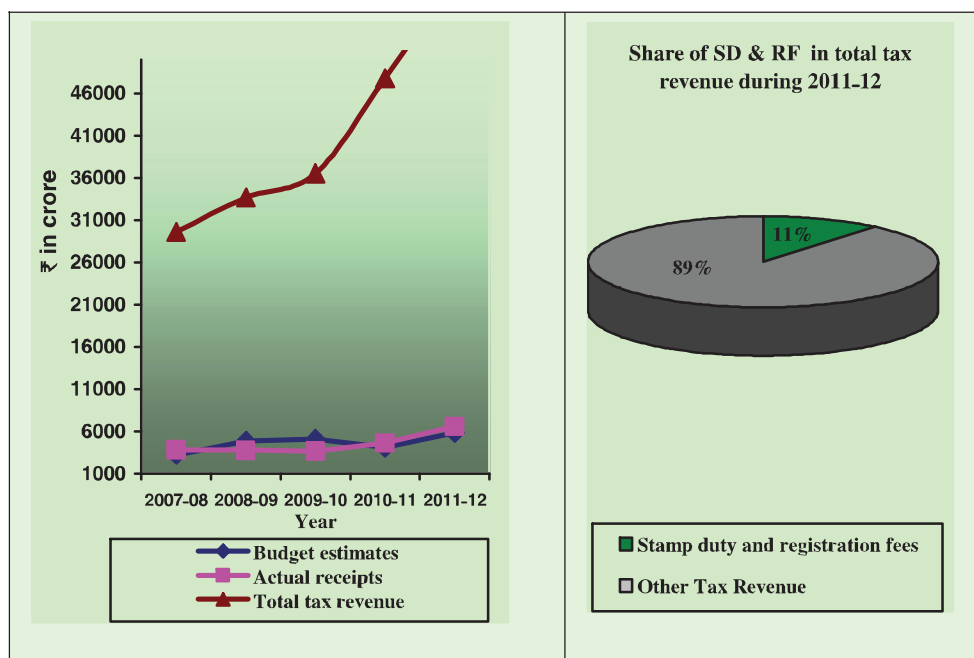 ₹ in crore
46000
41000
36000
31000
26000
21000
16000
11000
6000
1000
2007-08 2008-09 2009-10 2010-11 2011-12
Year
Budget estimates
Actual receipts
Total tax revenue
Share of SD & RF in total tax
revenue during 2011-12
11%
89%
Stamp duty and registration fees
Other Tax Revenue